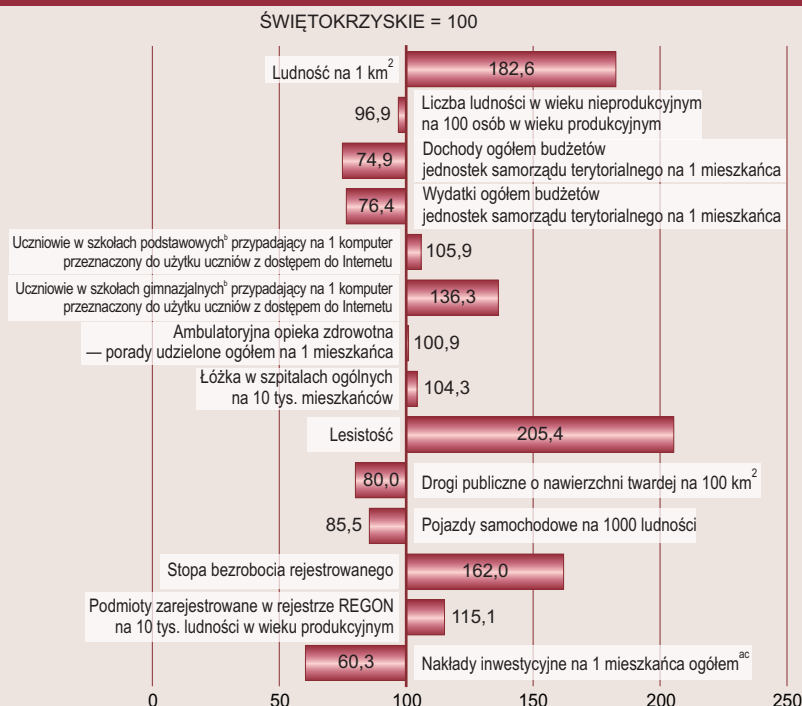 ŚWIĘTOKRZYSKIE = 100
Ludność na 1 km²
182,6
96,9
Liczba ludności w wieku nieprodukcyjnym
na 100 osób w wieku produkcyjnym
74,9
Dochody ogółem budżetów
jednostek samorządu terytorialnego na 1 mieszkańca
76,4
Wydatki ogółem budżetów
jednostek samorządu terytorialnego na 1 mieszkańca
Uczniowie w szkołach podstawowychᵇ przypadający na 1 komputer
przeznaczony do użytku uczniów z dostępem do Internetu
105,9
Uczniowie w szkołach gimnazjalnychᵇ przypadający na 1 komputer
przeznaczony do użytku uczniów z dostępem do Internetu
136,3
Ambulatoryjna opieka zdrowotna
— porady udzielone ogółem na 1 mieszkańca
100,9
Łóżka w szpitalach ogólnych
na 10 tys. mieszkańców
104,3
Lesistość
205,4
80,0
Drogi publiczne o nawierzchni twardej na 100 km²
85,5
Pojazdy samochodowe na 1000 ludności
Stopa bezrobocia rejestrowanego
162,0
Podmioty zarejestrowane w rejestrze REGON
na 10 tys. ludności w wieku produkcyjnym
115,1
60,3
Nakłady inwestycyjne na 1 mieszkańca ogółemᵃᶜ
0 50 100 150 200 250